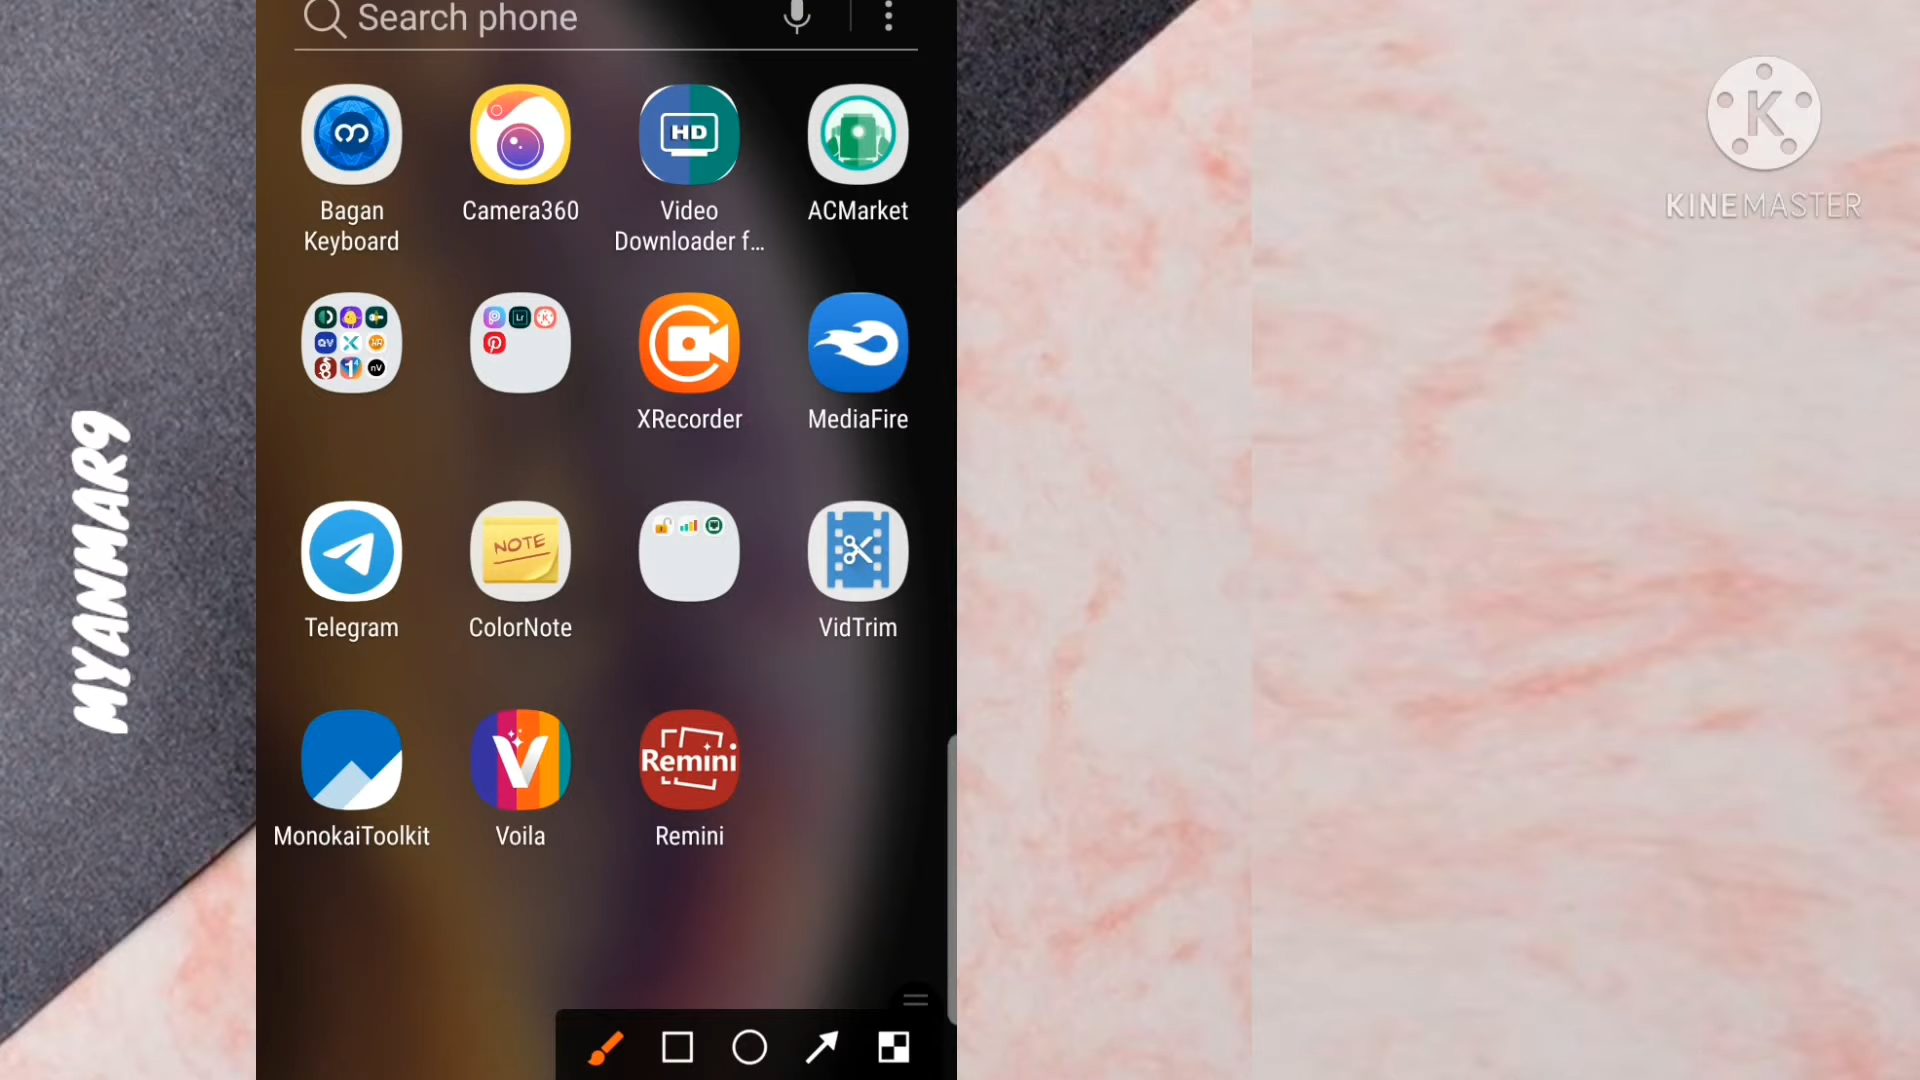 Search phone
Bagan
Keyboard
Camera360
HD
Video
Downloader f...
ACMarket
XRecorder
MediaFire
Telegram
NOTE
ColorNote
VidTrim
MonokaiToolkit
V
Voila
Remini
Remini
MYANMAR9
K
KINEMASTER